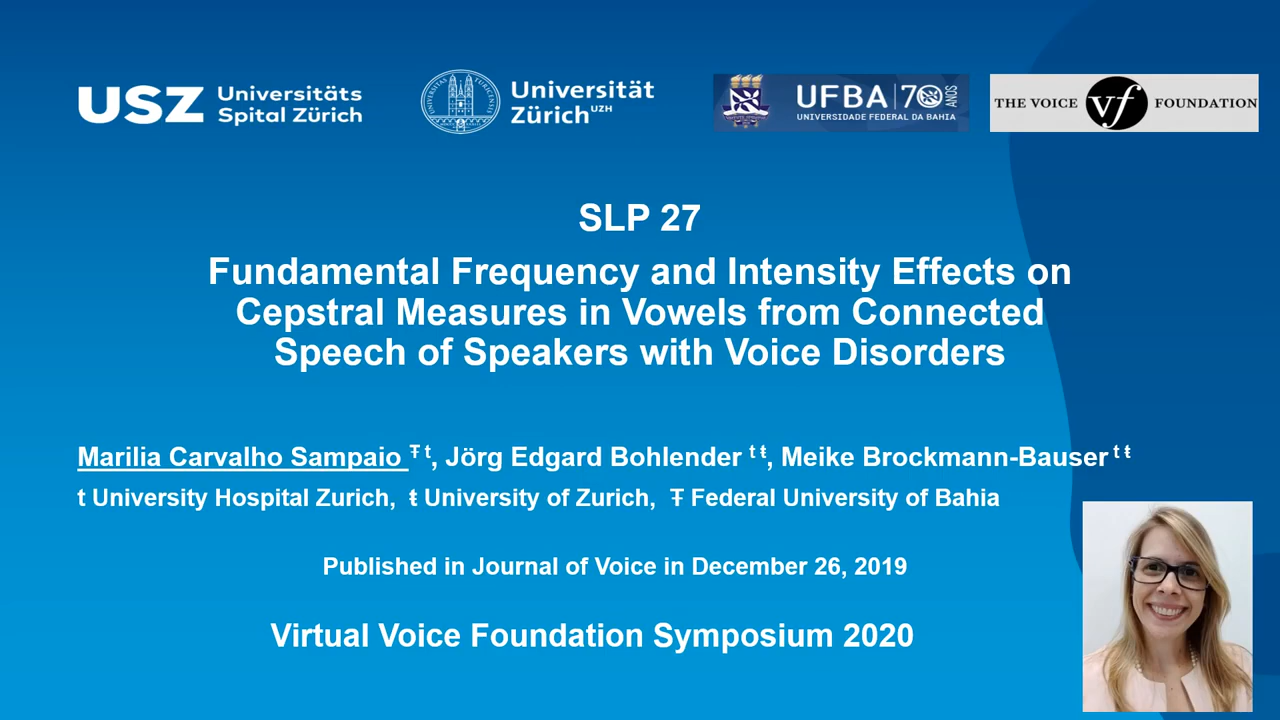 USZ Universitäts
Spital Zürich
Universität
Zürich UZH
UFBA 70 ANOS
UNIVERSIDADE FEDERAL DA BAHIA
THE VOICE vf FOUNDATION
SLP 27
Fundamental Frequency and Intensity Effects on
Cepstral Measures in Vowels from Connected
Speech of Speakers with Voice Disorders
Marilia Carvalho Sampaio Ŧ t, Jörg Edgard Bohlender t ŧ, Meike Brockmann-Bauser t ŧ
t University Hospital Zurich, ŧ University of Zurich, Ŧ Federal University of Bahia
Published in Journal of Voice in December 26, 2019
Virtual Voice Foundation Symposium 2020